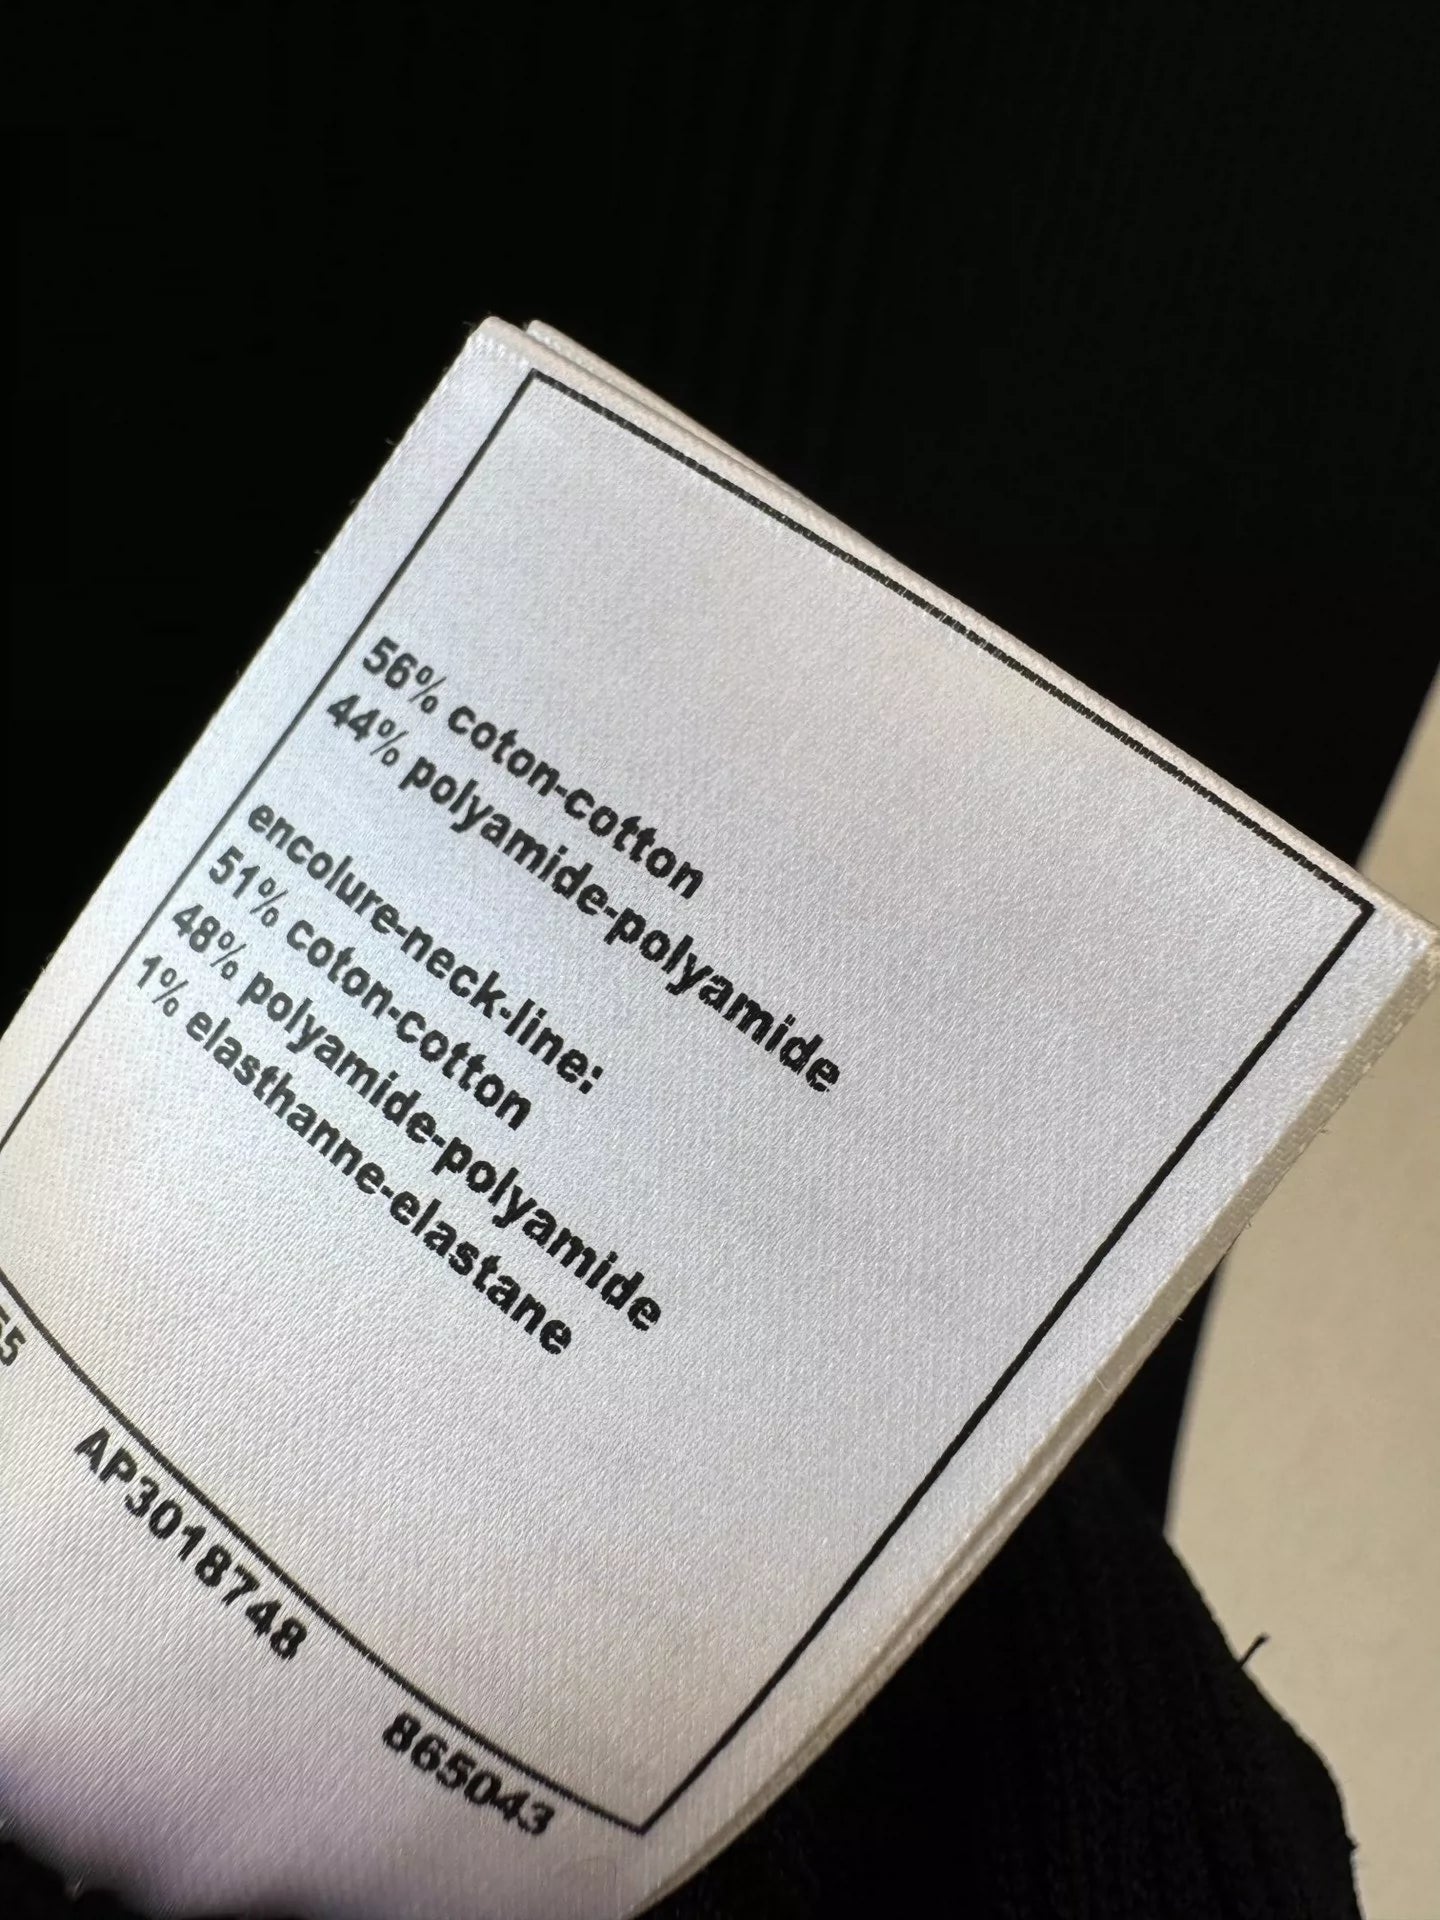 56% coton-cotton
44% polyamide-polyamide
encolure-neck-line:
51% coton-cotton
48% polyamide-polyamide
1% elasthanne-elastane
AP3018748
865043